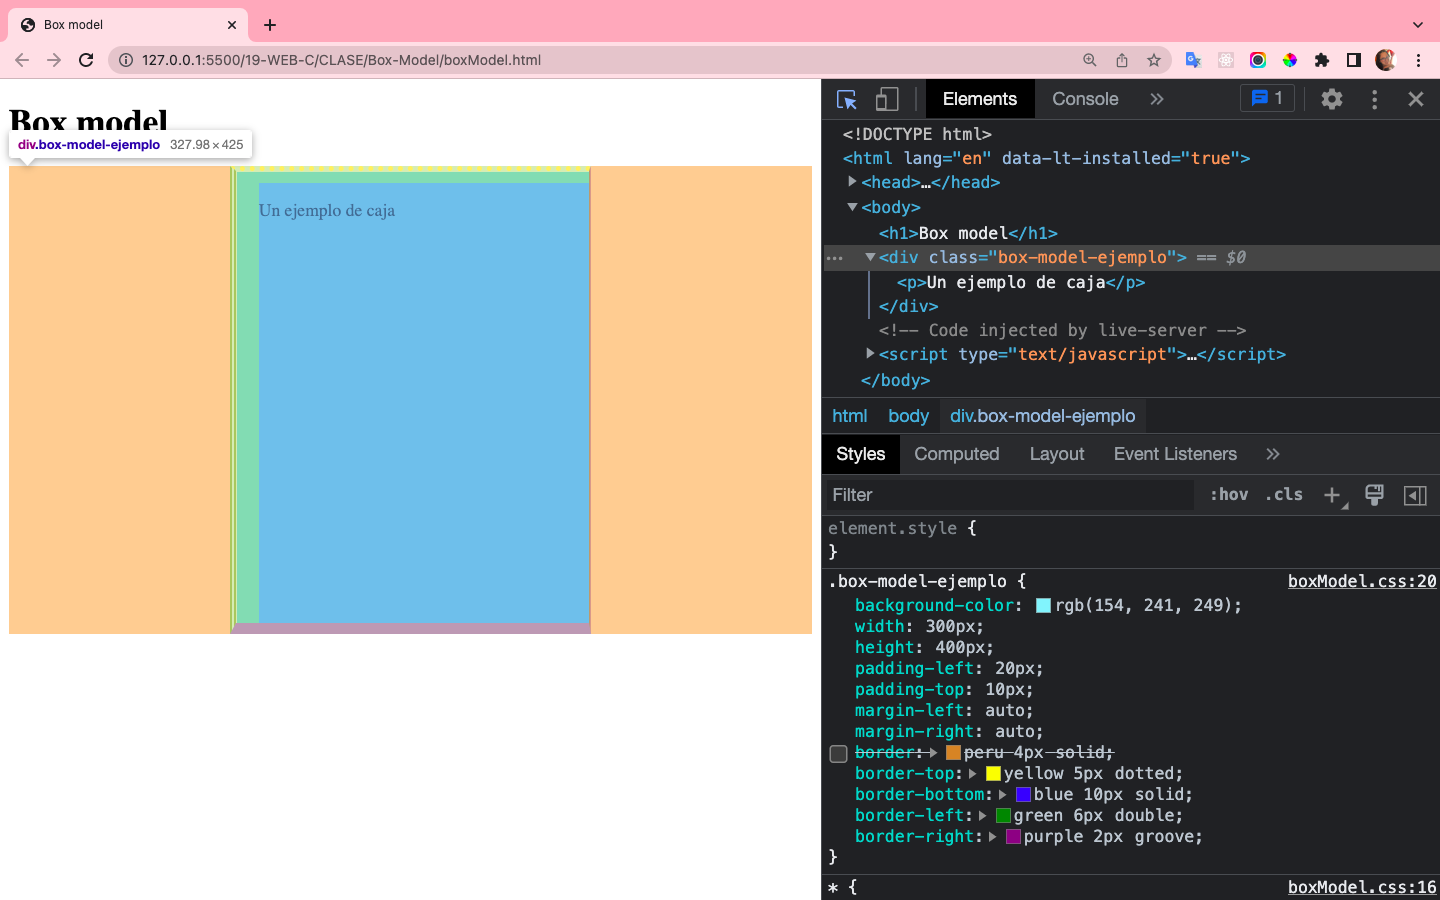 Box model
127.0.0.1:5500/19-WEB-C/CLASE/Box-Model/boxModel.html
Box model
div.box-model-ejemplo 327.98 × 425
Un ejemplo de caja
Elements Console 1
<!DOCTYPE html>
<html lang="en" data-lt-installed="true">
<head>…</head>
<body>
<h1>Box model</h1>
<div class="box-model-ejemplo"> == $0
<p>Un ejemplo de caja</p>
</div>
<!-- Code injected by live-server -->
<script type="text/javascript">…</script>
</body>
html body div.box-model-ejemplo
Styles Computed Layout Event Listeners
Filter :hov .cls
element.style {
}
.box-model-ejemplo { boxModel.css:20
background-color: rgb(154, 241, 249);
width: 300px;
height: 400px;
padding-left: 20px;
padding-top: 10px;
margin-left: auto;
margin-right: auto;
border: peru 4px solid;
border-top: yellow 5px dotted;
border-bottom: blue 10px solid;
border-left: green 6px double;
border-right: purple 2px groove;
}
* { boxModel.css:16